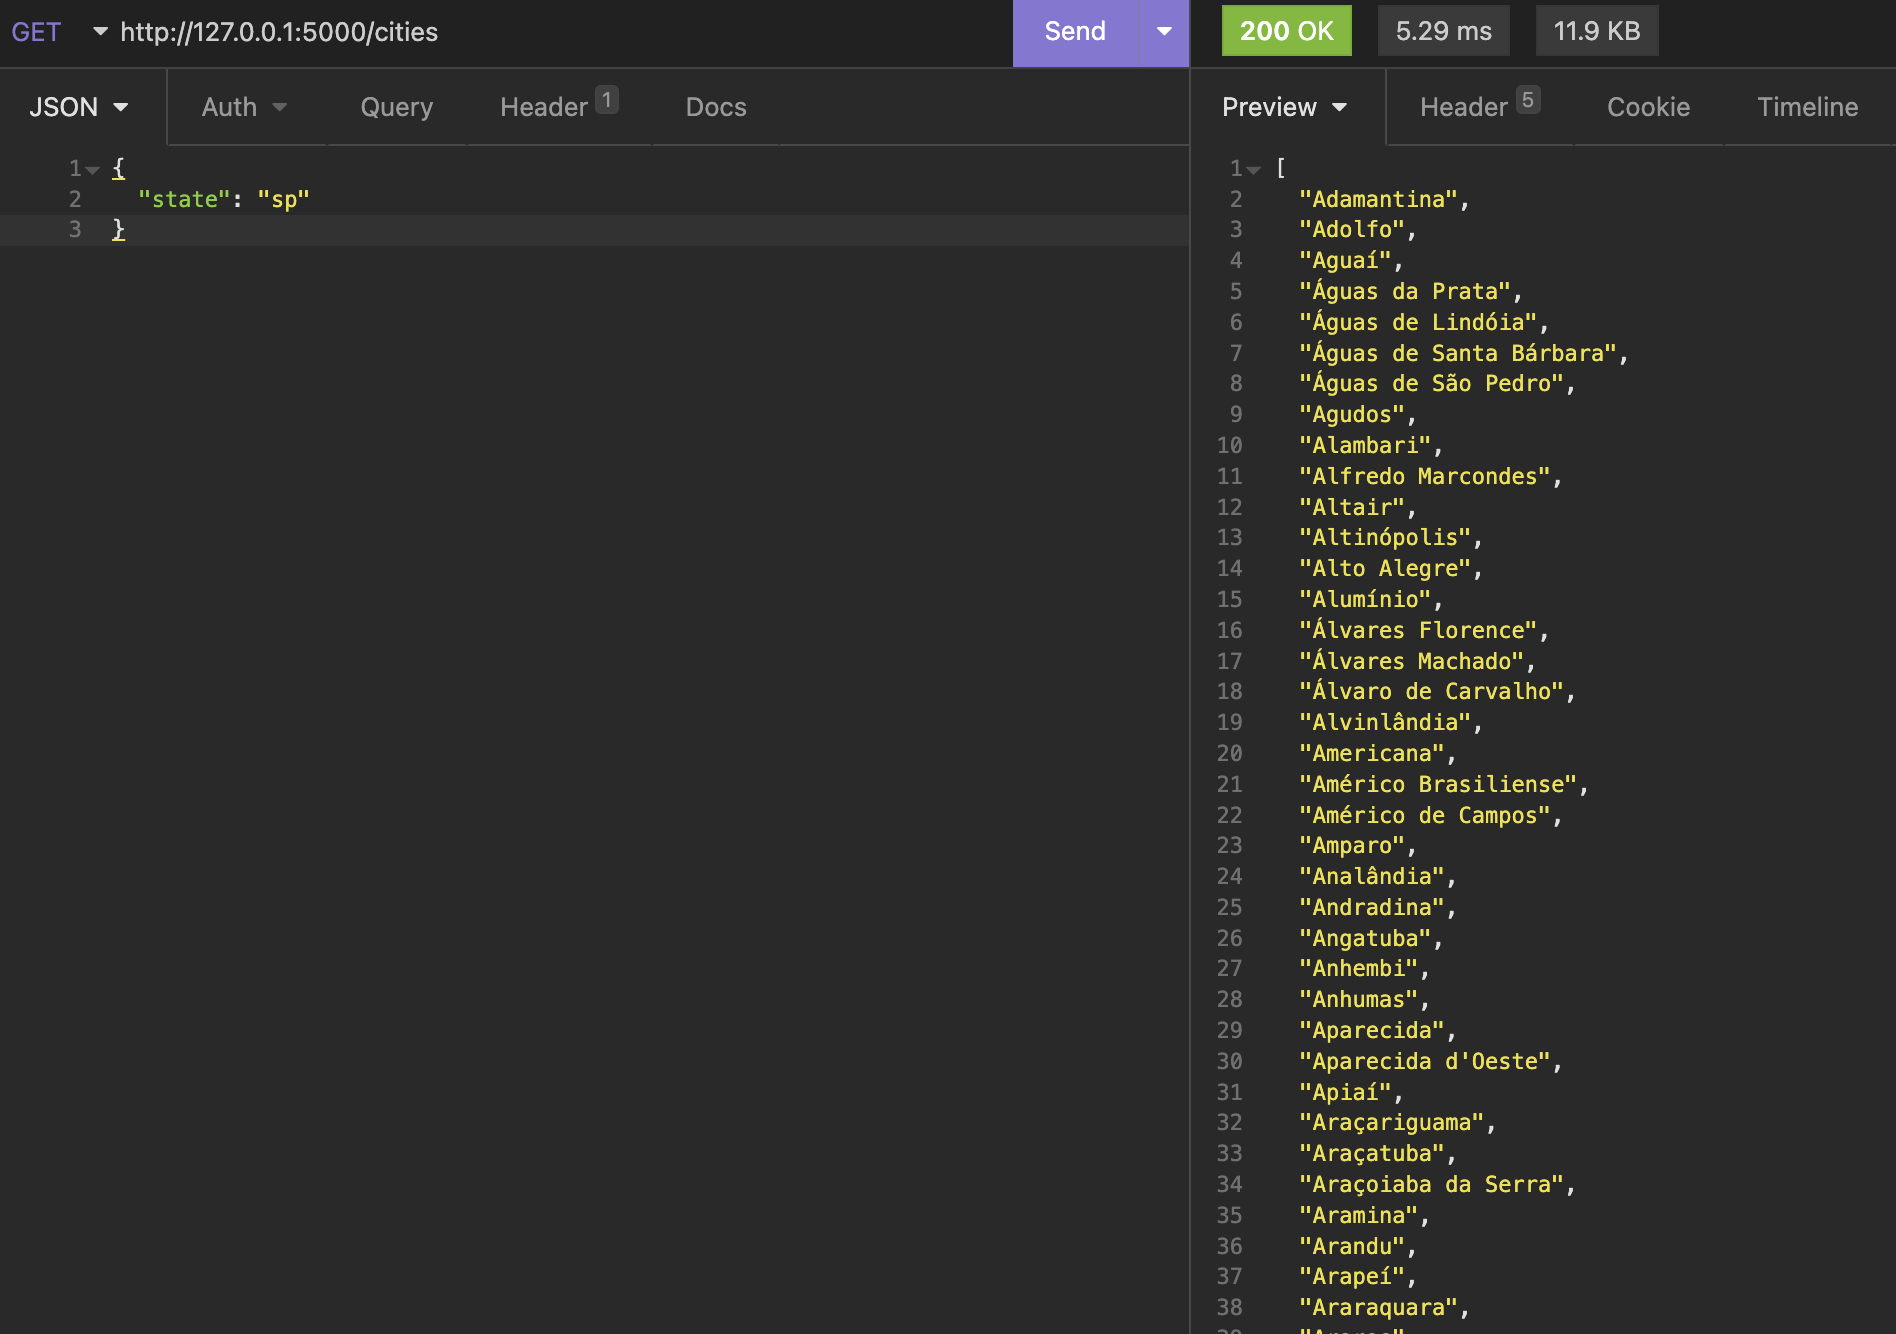 GET http://127.0.0.1:5000/cities Send
200 OK 5.29 ms 11.9 KB
JSON Auth Query Header 1 Docs
Preview Header 5 Cookie Timeline
1 {
2 "state": "sp"
3 }
1 [
2 "Adamantina",
3 "Adolfo",
4 "Aguaí",
5 "Águas da Prata",
6 "Águas de Lindóia",
7 "Águas de Santa Bárbara",
8 "Águas de São Pedro",
9 "Agudos",
10 "Alambari",
11 "Alfredo Marcondes",
12 "Altair",
13 "Altinópolis",
14 "Alto Alegre",
15 "Alumínio",
16 "Álvares Florence",
17 "Álvares Machado",
18 "Álvaro de Carvalho",
19 "Alvinlândia",
20 "Americana",
21 "Américo Brasiliense",
22 "Américo de Campos",
23 "Amparo",
24 "Analândia",
25 "Andradina",
26 "Angatuba",
27 "Anhembi",
28 "Anhumas",
29 "Aparecida",
30 "Aparecida d'Oeste",
31 "Apiaí",
32 "Araçariguama",
33 "Araçatuba",
34 "Araçoiaba da Serra",
35 "Aramina",
36 "Arandu",
37 "Arapeí",
38 "Araraquara",